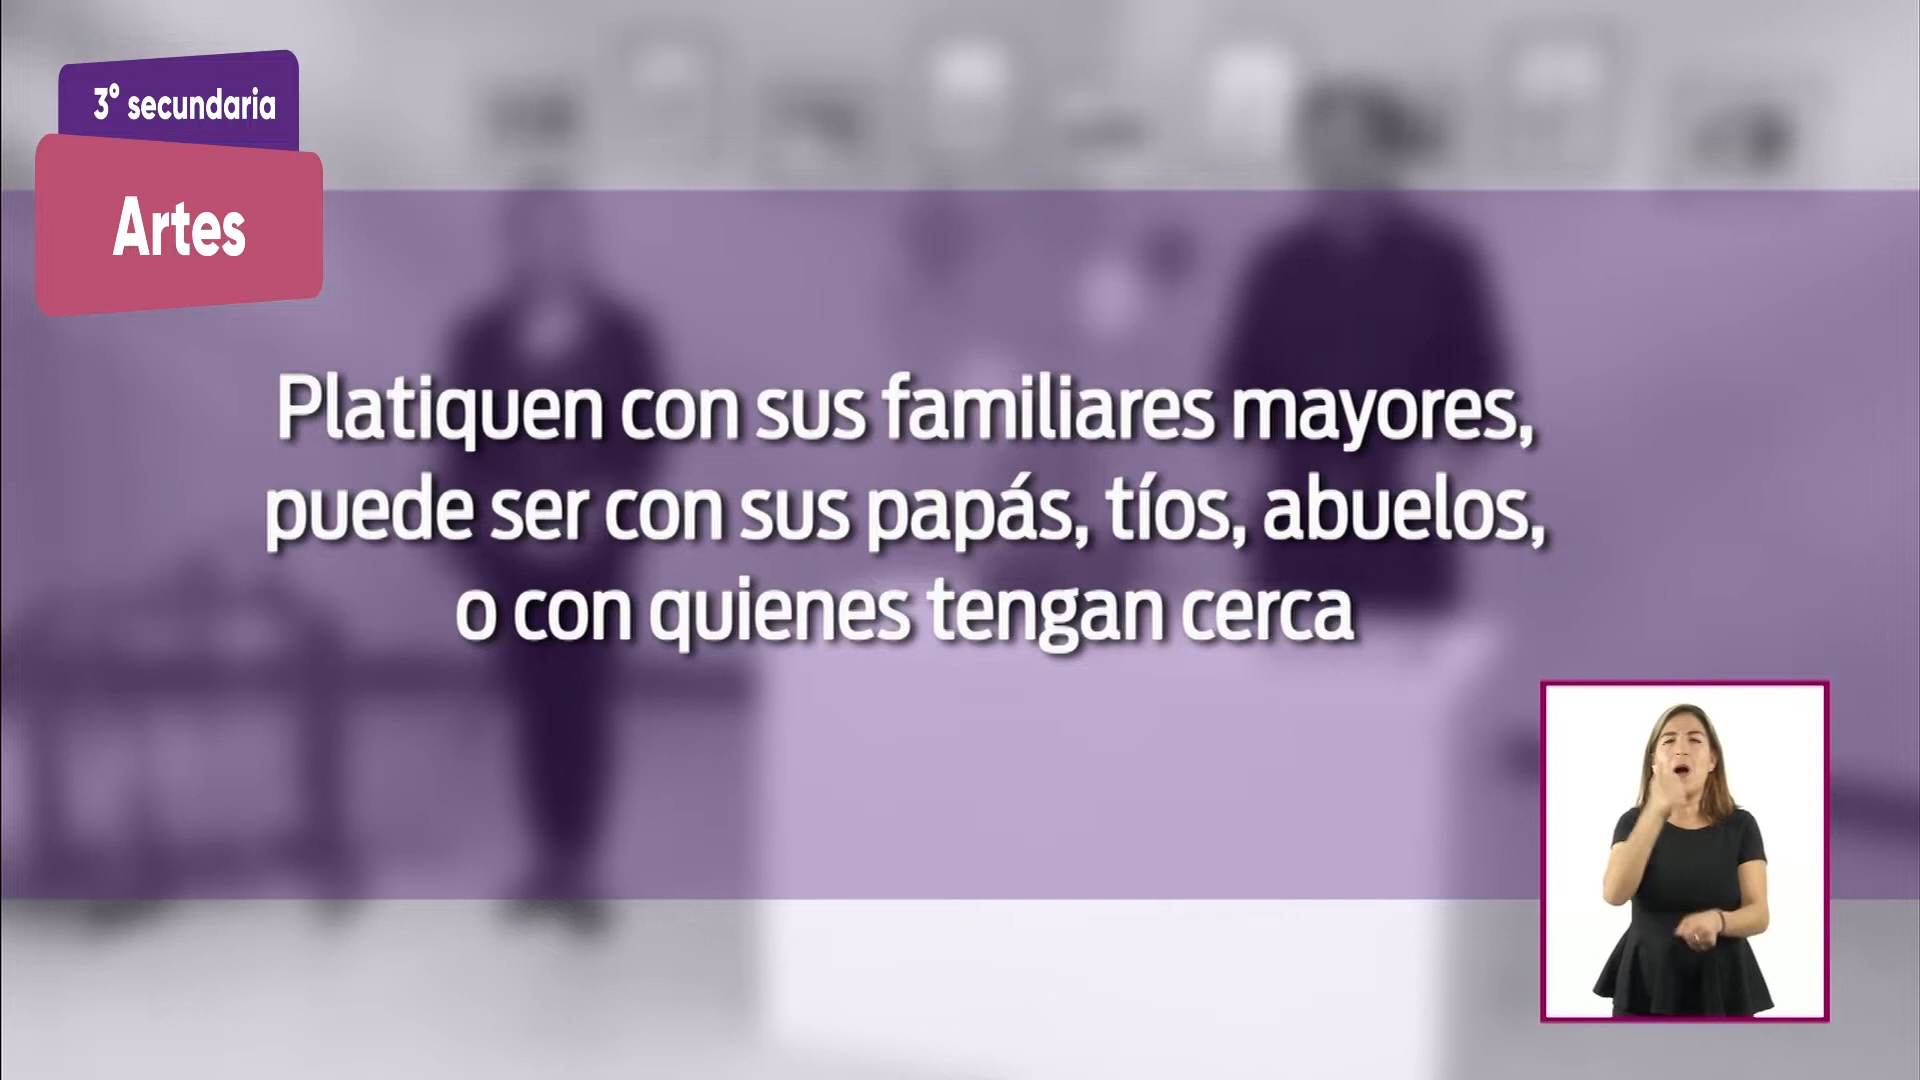 3° secundaria
Artes
Platiquen con sus familiares mayores,
puede ser con sus papás, tíos, abuelos,
o con quienes tengan cerca